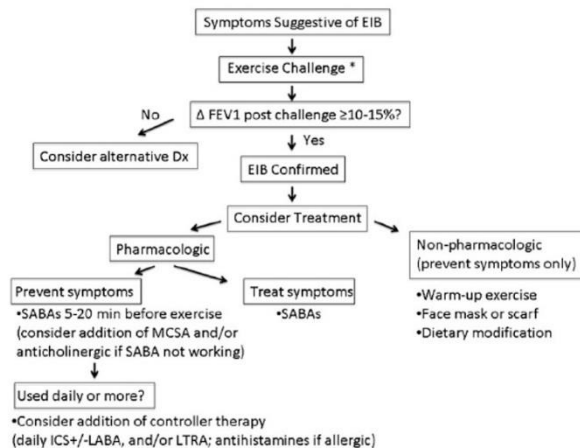 Symptoms Suggestive of EIB
Exercise Challenge *
No
Δ FEV1 post challenge ≥10-15%?
Yes
Consider alternative Dx
EIB Confirmed
Consider Treatment
Pharmacologic
Non-pharmacologic
(prevent symptoms only)
Prevent symptoms
•SABAs 5-20 min before exercise
(consider addition of MCSA and/or
anticholinergic if SABA not working)
Treat symptoms
•SABAs
•Warm-up exercise
•Face mask or scarf
•Dietary modification
Used daily or more?
•Consider addition of controller therapy
(daily ICS+/-LABA, and/or LTRA; antihistamines if allergic)